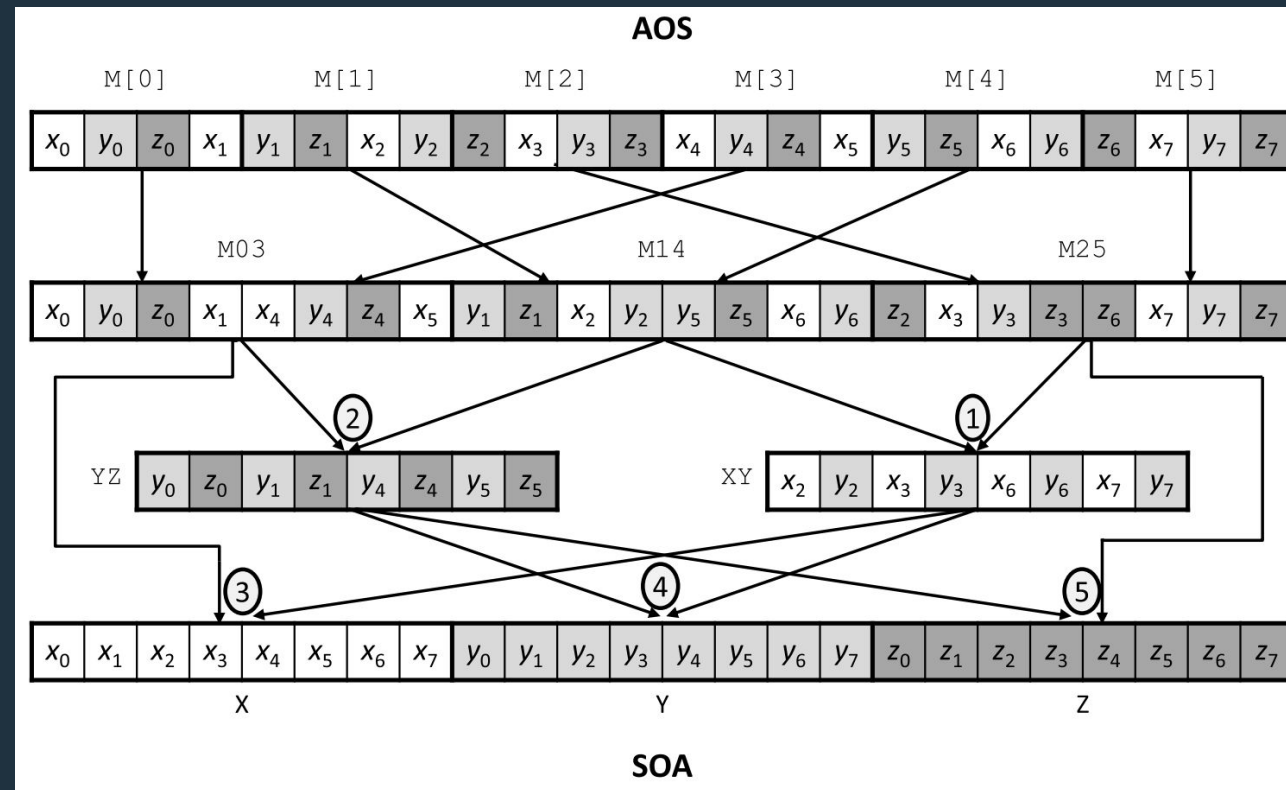 AOS
M[0] M[1] M[2] M[3] M[4] M[5]
x₀ y₀ z₀ x₁ y₁ z₁ x₂ y₂ z₂ x₃ y₃ z₃ x₄ y₄ z₄ x₅ y₅ z₅ x₆ y₆ z₆ x₇ y₇ z₇
M03 M14 M25
x₀ y₀ z₀ x₁ x₄ y₄ z₄ x₅ y₁ z₁ x₂ y₂ y₅ z₅ x₆ y₆ z₂ x₃ y₃ z₃ z₆ x₇ y₇ z₇
2 1
YZ y₀ z₀ y₁ z₁ y₄ z₄ y₅ z₅ XY x₂ y₂ x₃ y₃ x₆ y₆ x₇ y₇
3 4 5
x₀ x₁ x₂ x₃ x₄ x₅ x₆ x₇ y₀ y₁ y₂ y₃ y₄ y₅ y₆ y₇ z₀ z₁ z₂ z₃ z₄ z₅ z₆ z₇
X Y Z
SOA